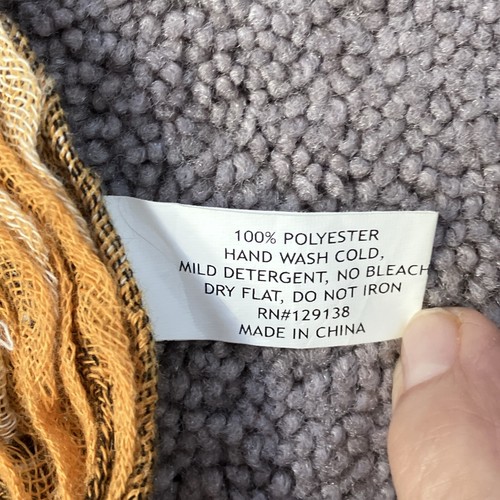 100% POLYESTER
HAND WASH COLD,
MILD DETERGENT, NO BLEACH
DRY FLAT, DO NOT IRON
RN#129138
MADE IN CHINA